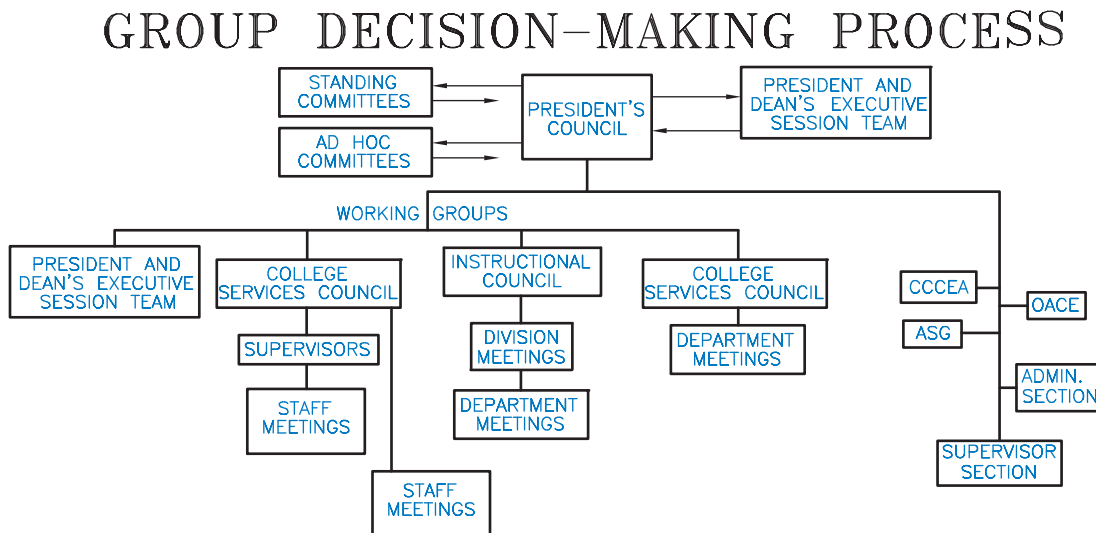 GROUP DECISION-MAKING PROCESS
STANDING
COMMITTEES
PRESIDENT'S
COUNCIL
PRESIDENT AND
DEAN'S EXECUTIVE
SESSION TEAM
AD HOC
COMMITTEES
WORKING GROUPS
PRESIDENT AND
DEAN'S EXECUTIVE
SESSION TEAM
COLLEGE
SERVICES COUNCIL
INSTRUCTIONAL
COUNCIL
COLLEGE
SERVICES COUNCIL
CCCEA
OACE
ASG
SUPERVISORS
DIVISION
MEETINGS
DEPARTMENT
MEETINGS
ADMIN.
SECTION
STAFF
MEETINGS
DEPARTMENT
MEETINGS
SUPERVISOR
SECTION
STAFF
MEETINGS